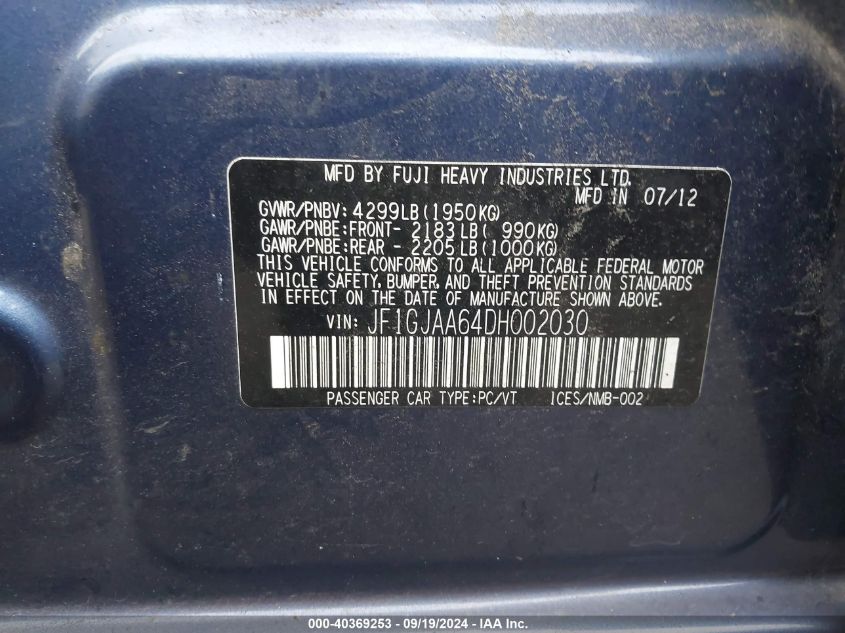 MFD BY FUJI HEAVY INDUSTRIES LTD.
MFD IN 07/12
GVWR/PNBV: 4299LB(1950KG)
GAWR/PNBE:FRONT- 2183LB( 990KG)
GAWR/PNBE:REAR - 2205LB(1000KG)
THIS VEHICLE CONFORMS TO ALL APPLICABLE FEDERAL MOTOR
VEHICLE SAFETY, BUMPER, AND THEFT PREVENTION STANDARDS
IN EFFECT ON THE DATE OF MANUFACTURE SHOWN ABOVE.
VIN: JF1GJAA64DH002030
PASSENGER CAR TYPE:PC/VT ICES/NMB-002
000-40369253 - 09/19/2024 - IAA Inc.